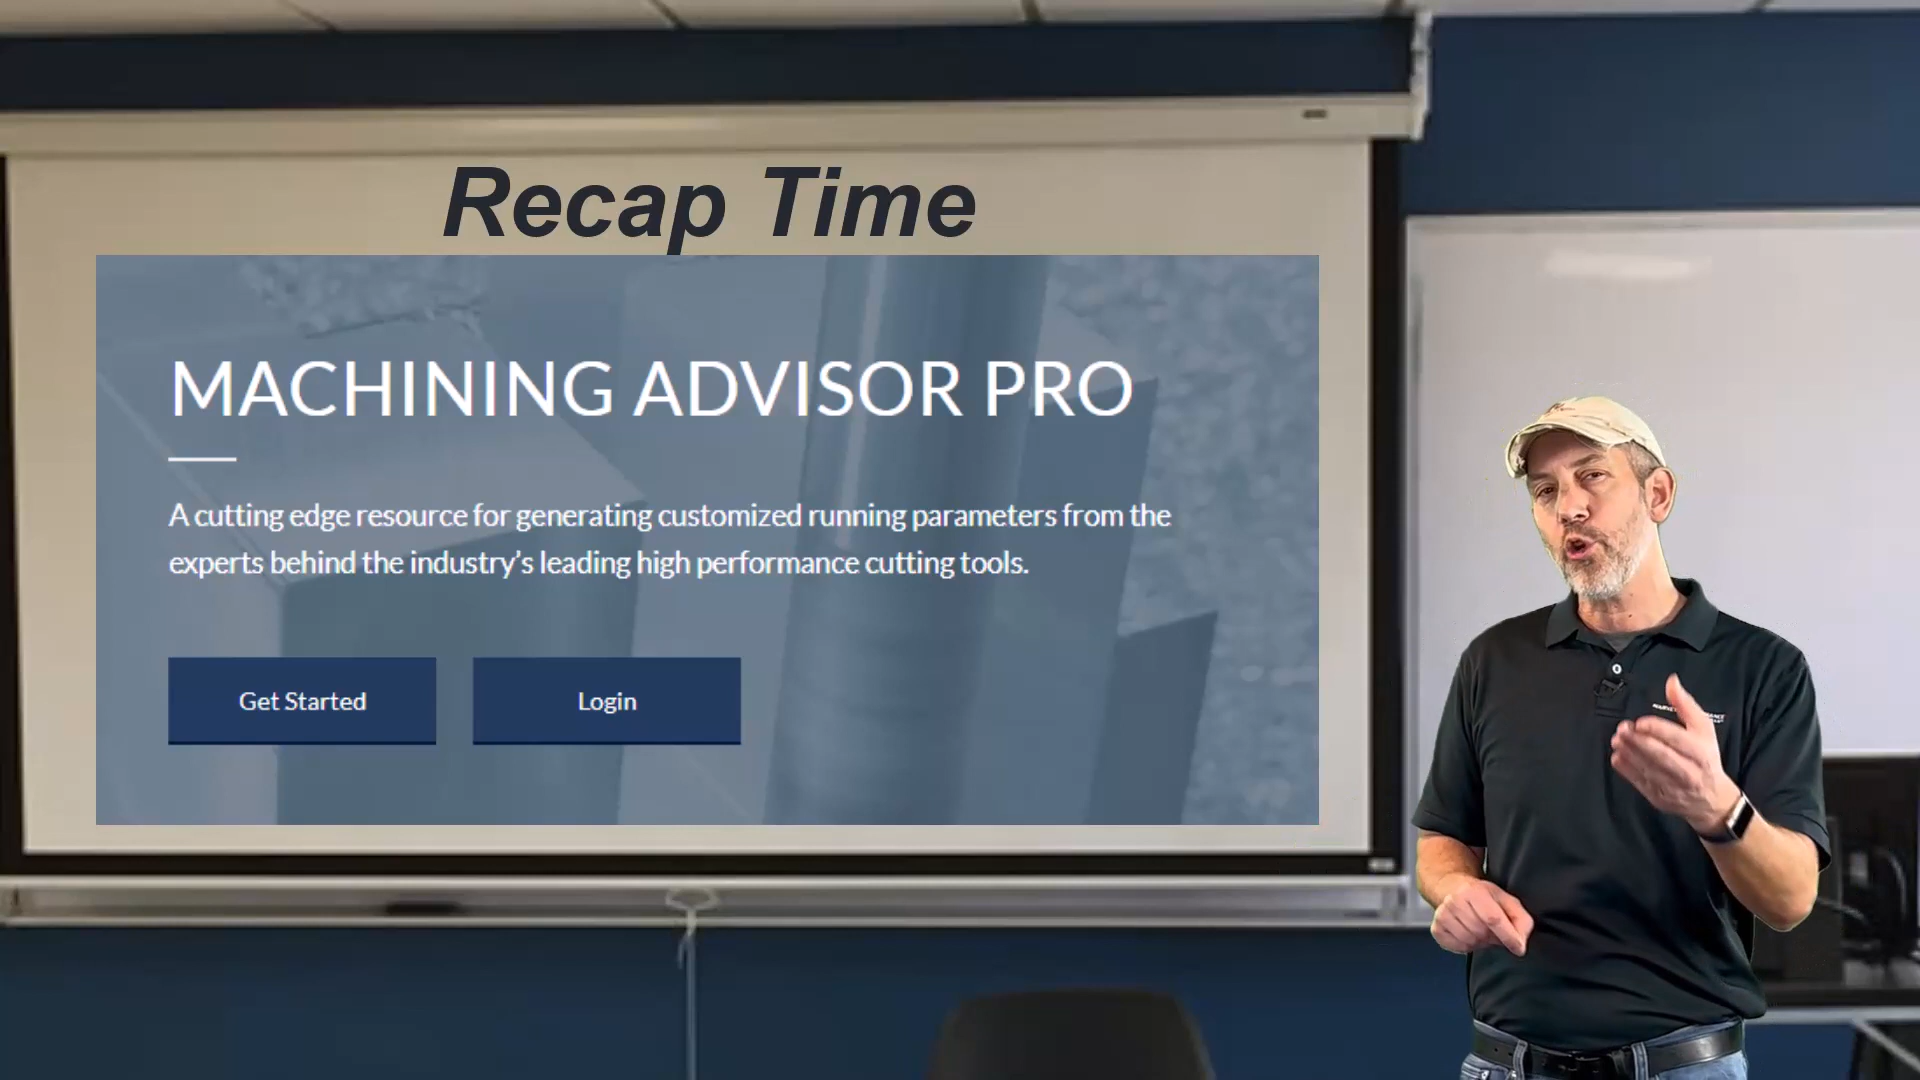 Recap Time
MACHINING ADVISOR PRO
A cutting edge resource for generating customized running parameters from the
experts behind the industry's leading high performance cutting tools.
Get Started
Login